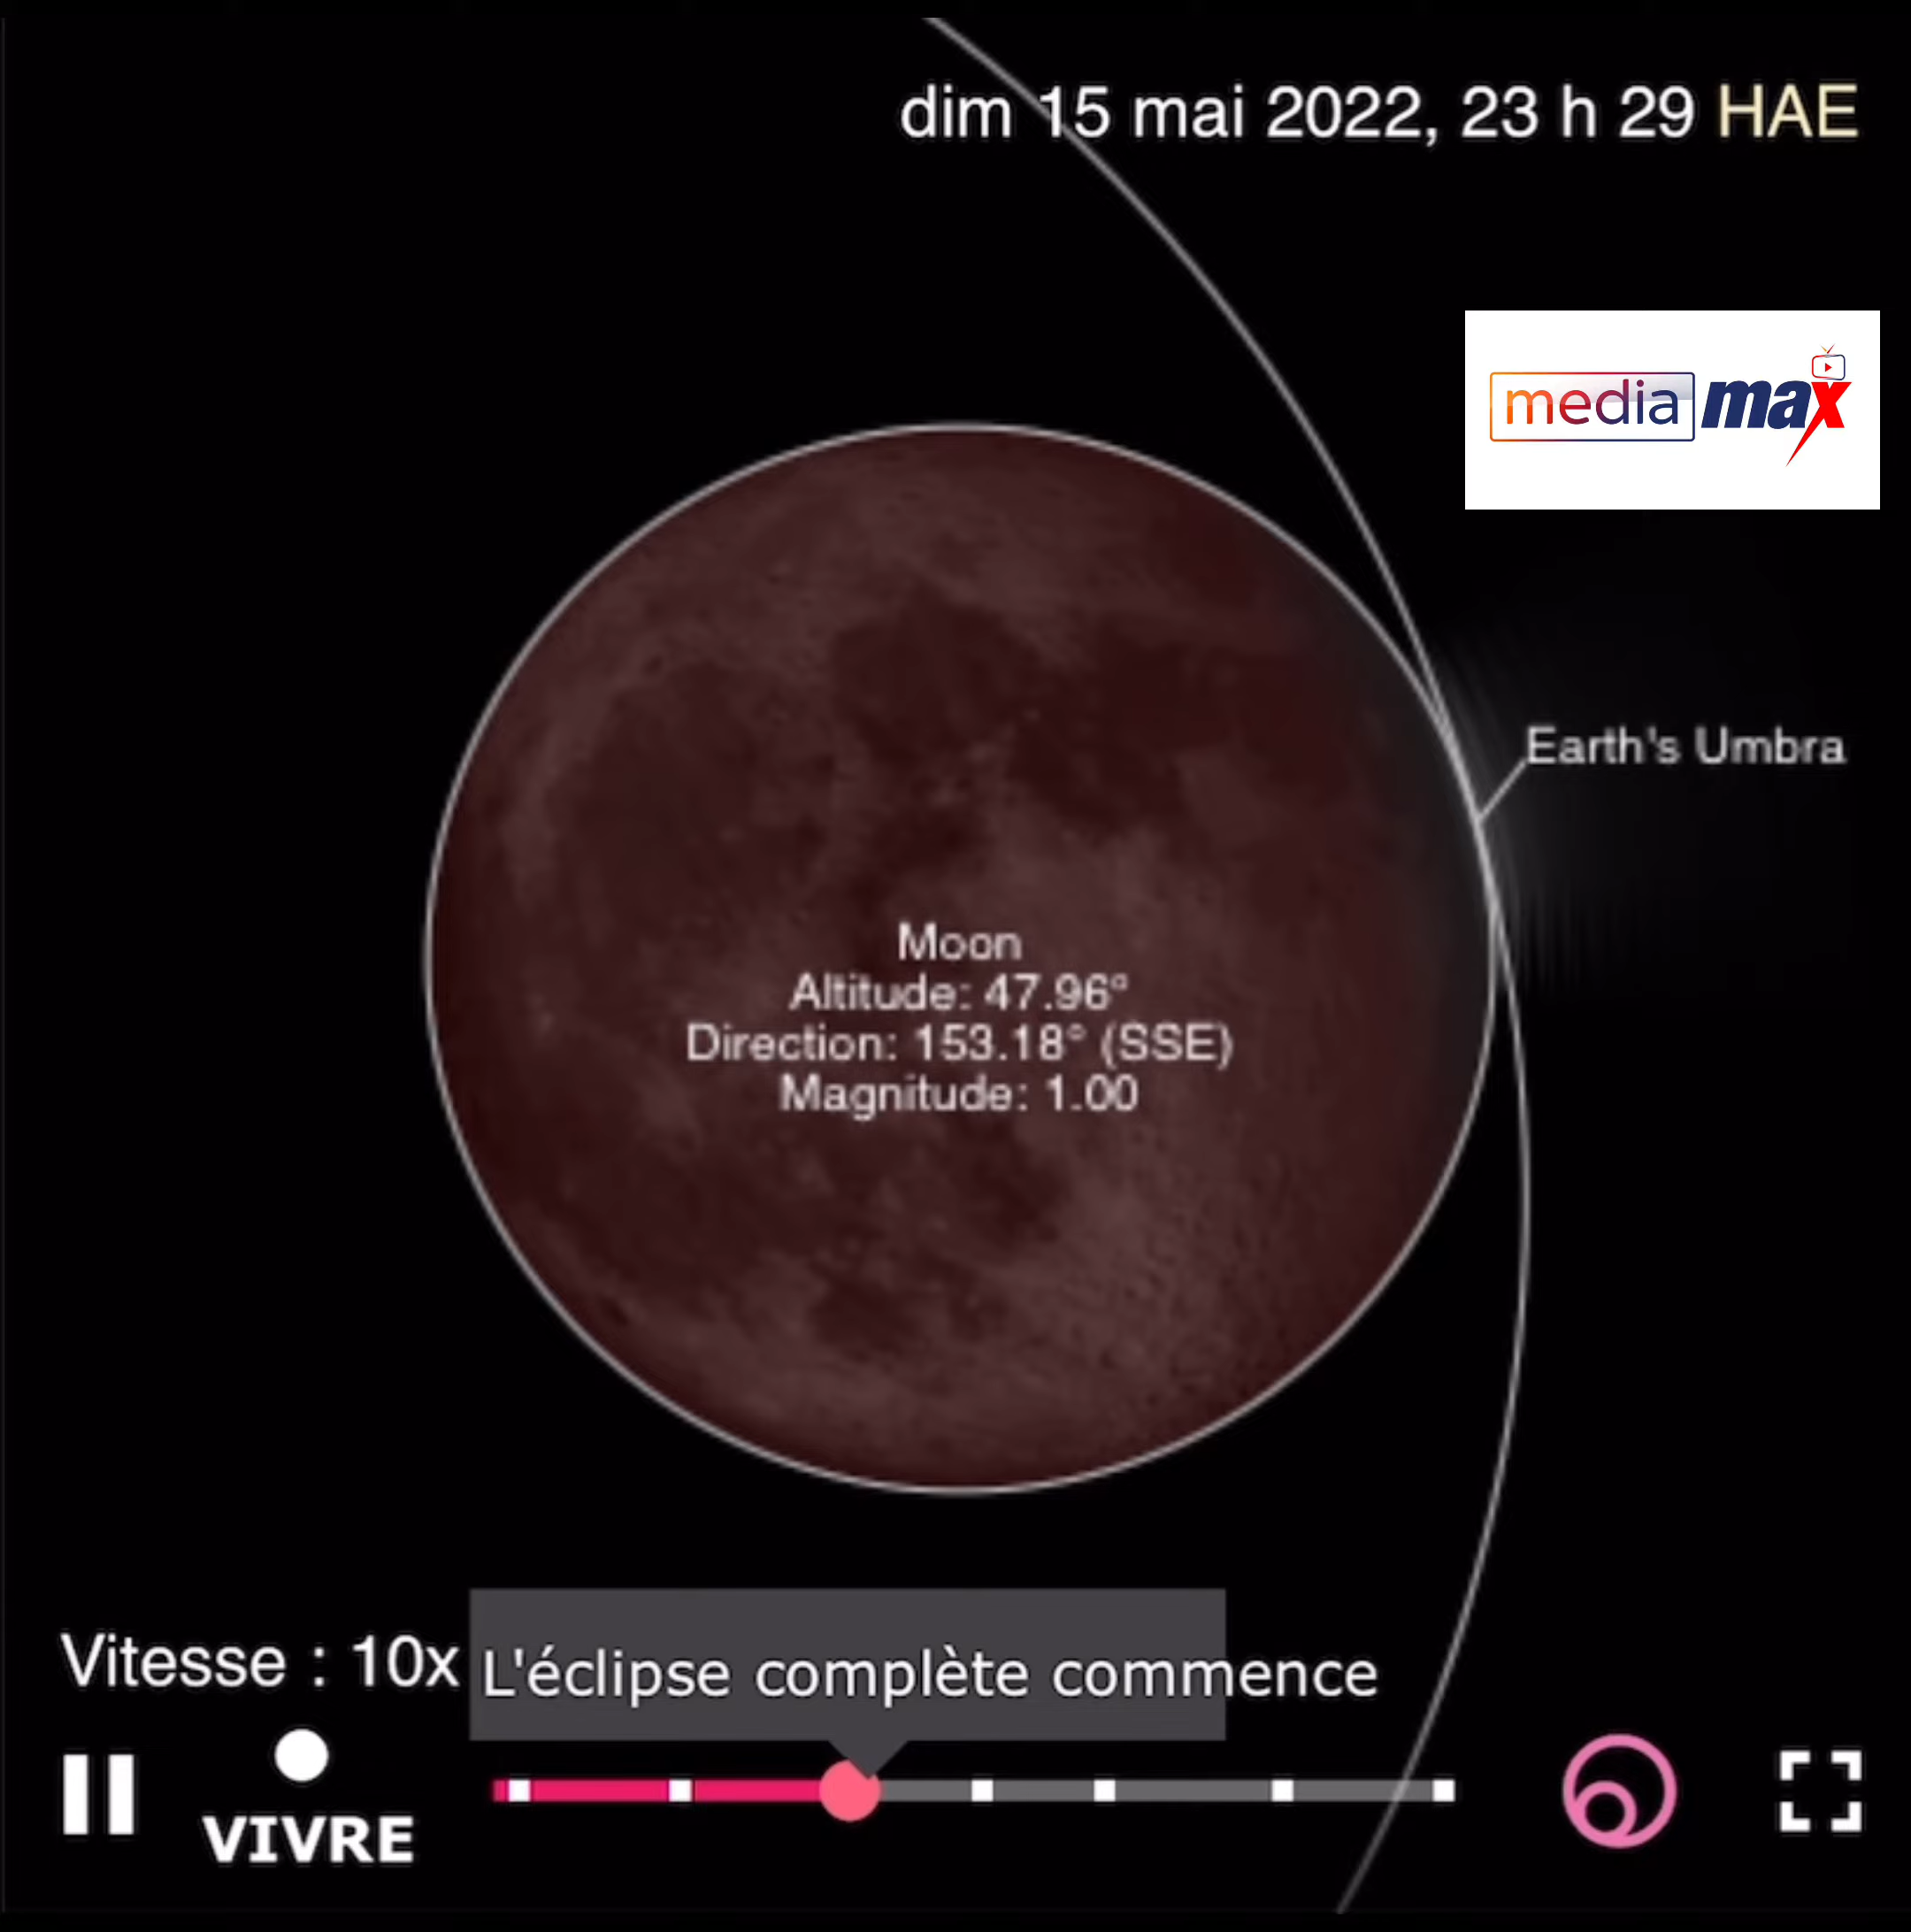 dim 15 mai 2022, 23 h 29 HAE
media max
Earth's Umbra
Moon
Altitude: 47.96°
Direction: 153.18° (SSE)
Magnitude: 1.00
Vitesse : 10x
L'éclipse complète commence
VIVRE